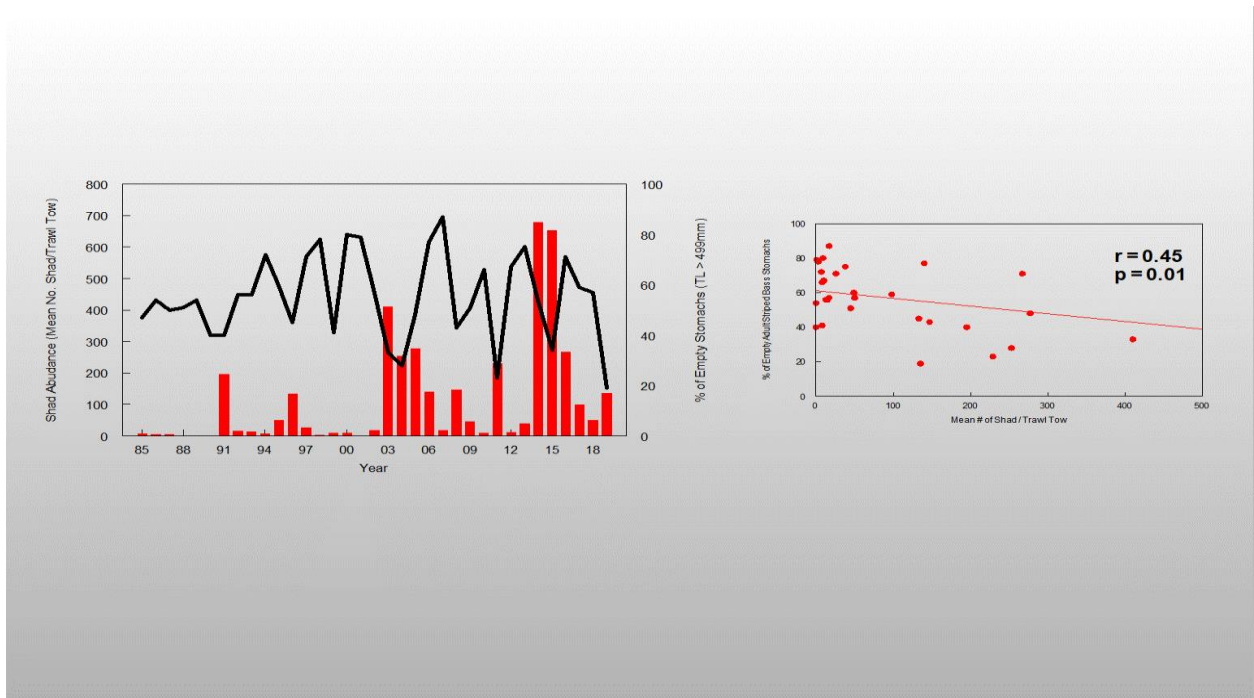 Shad Abudance (Mean No. Shad/Trawl Tow)
800
700
600
500
400
300
200
100
0
100
80
60
40
20
0
% of Empty Stomachs (TL > 499mm)
85 88 91 94 97 00 03 06 09 12 15 18
Year
% of Empty Adult Striped Bass Stomachs
100
80
60
40
20
0
r = 0.45
p = 0.01
0 100 200 300 400 500
Mean # of Shad / Trawl Tow